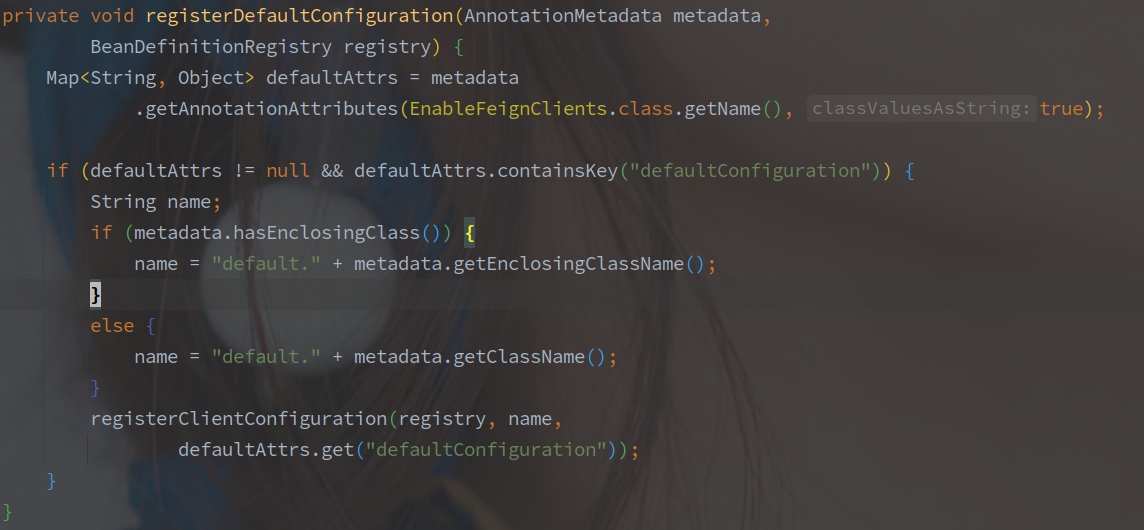 private void registerDefaultConfiguration(AnnotationMetadata metadata,
BeanDefinitionRegistry registry) {
Map<String, Object> defaultAttrs = metadata
.getAnnotationAttributes(EnableFeignClients.class.getName(), classValuesAsString: true);
if (defaultAttrs != null && defaultAttrs.containsKey("defaultConfiguration")) {
String name;
if (metadata.hasEnclosingClass()) {
name = "default." + metadata.getEnclosingClassName();
}
else {
name = "default." + metadata.getClassName();
}
registerClientConfiguration(registry, name,
defaultAttrs.get("defaultConfiguration"));
}
}